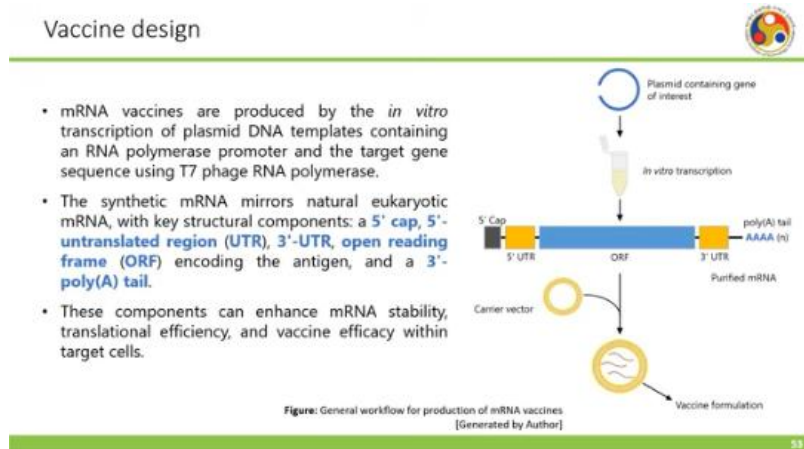 Vaccine design
• mRNA vaccines are produced by the in vitro
transcription of plasmid DNA templates containing
an RNA polymerase promoter and the target gene
sequence using T7 phage RNA polymerase.
• The synthetic mRNA mirrors natural eukaryotic
mRNA, with key structural components: a 5' cap, 5'-
untranslated region (UTR), 3'-UTR, open reading
frame (ORF) encoding the antigen, and a 3'-
poly(A) tail.
• These components can enhance mRNA stability,
translational efficiency, and vaccine efficacy within
target cells.
Plasmid containing gene
of interest
In vitro transcription
5' Cap
poly(A) tail
AAAA (n)
5' UTR
ORF
3' UTR
Purified mRNA
Carrier vector
Vaccine formulation
Figure: General workflow for production of mRNA vaccines
[Generated by Author]
53